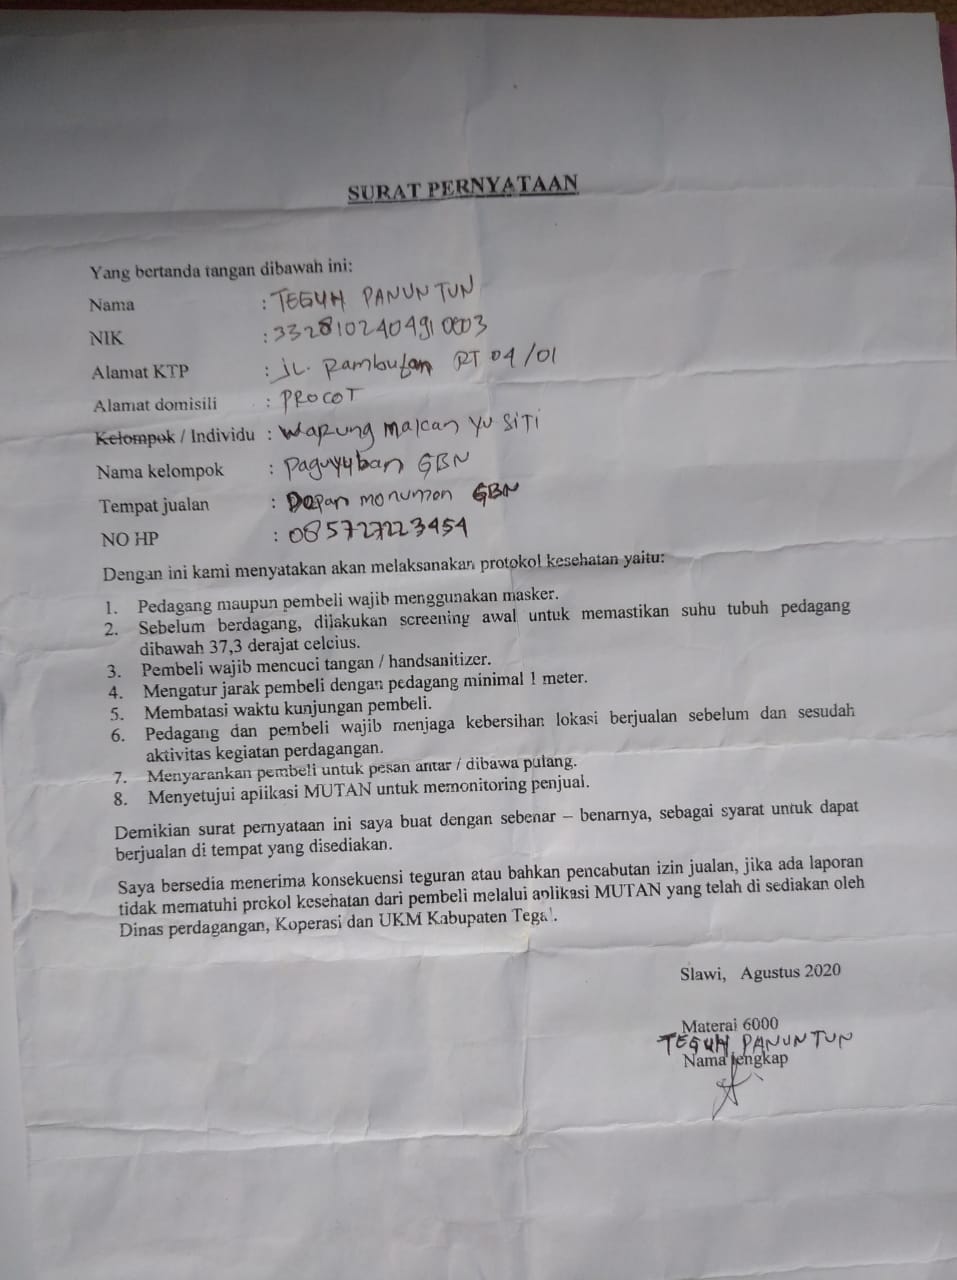 SURAT PERNYATAAN
Yang bertanda tangan dibawah ini:
Nama : TEGUH PANUNTUN
NIK : 3328102404910003
Alamat KTP : JL. Rambutan RT 04/01
Alamat domisili : PROCOT
Kelompok / Individu : Warung makan Yu SiTi
Nama kelompok : Paguyuban GBN
Tempat jualan : Depan monumen GBN
NO HP : 085727223454
Dengan ini kami menyatakan akan melaksanakan protokol kesehatan yaitu:
1. Pedagang maupun pembeli wajib menggunakan masker.
2. Sebelum berdagang, dilakukan screening awal untuk memastikan suhu tubuh pedagang
dibawah 37,3 derajat celcius.
3. Pembeli wajib mencuci tangan / handsanitizer.
4. Mengatur jarak pembeli dengan pedagang minimal 1 meter.
5. Membatasi waktu kunjungan pembeli.
6. Pedagang dan pembeli wajib menjaga kebersihan lokasi berjualan sebelum dan sesudah
aktivitas kegiatan perdagangan.
7. Menyarankan pembeli untuk pesan antar / dibawa pulang.
8. Menyetujui aplikasi MUTAN untuk memonitoring penjual.
Demikian surat pernyataan ini saya buat dengan sebenar – benarnya, sebagai syarat untuk dapat
berjualan di tempat yang disediakan.
Saya bersedia menerima konsekuensi teguran atau bahkan pencabutan izin jualan, jika ada laporan
tidak mematuhi prokol kesehatan dari pembeli melalui aplikasi MUTAN yang telah di sediakan oleh
Dinas perdagangan, Koperasi dan UKM Kabupaten Tegal.
Slawi, Agustus 2020
Materai 6000
TEGUH PANUNTUN
Nama lengkap